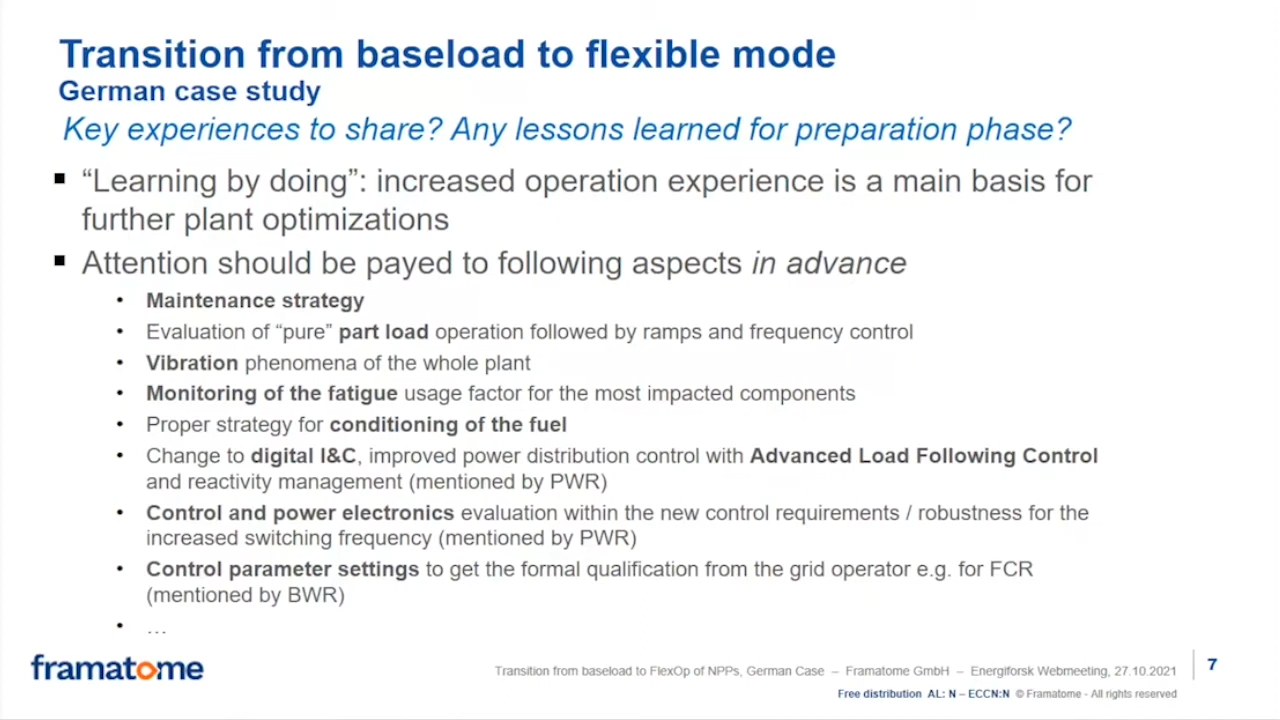 Transition from baseload to flexible mode
German case study
Key experiences to share? Any lessons learned for preparation phase?
▪ “Learning by doing”: increased operation experience is a main basis for
further plant optimizations
▪ Attention should be payed to following aspects in advance
• Maintenance strategy
• Evaluation of “pure” part load operation followed by ramps and frequency control
• Vibration phenomena of the whole plant
• Monitoring of the fatigue usage factor for the most impacted components
• Proper strategy for conditioning of the fuel
• Change to digital I&C, improved power distribution control with Advanced Load Following Control
and reactivity management (mentioned by PWR)
• Control and power electronics evaluation within the new control requirements / robustness for the
increased switching frequency (mentioned by PWR)
• Control parameter settings to get the formal qualification from the grid operator e.g. for FCR
(mentioned by BWR)
• ...
framatome
Transition from baseload to FlexOp of NPPs, German Case – Framatome GmbH – Energiforsk Webmeeting, 27.10.2021
7
Free distribution AL: N – ECCN:N © Framatome - All rights reserved